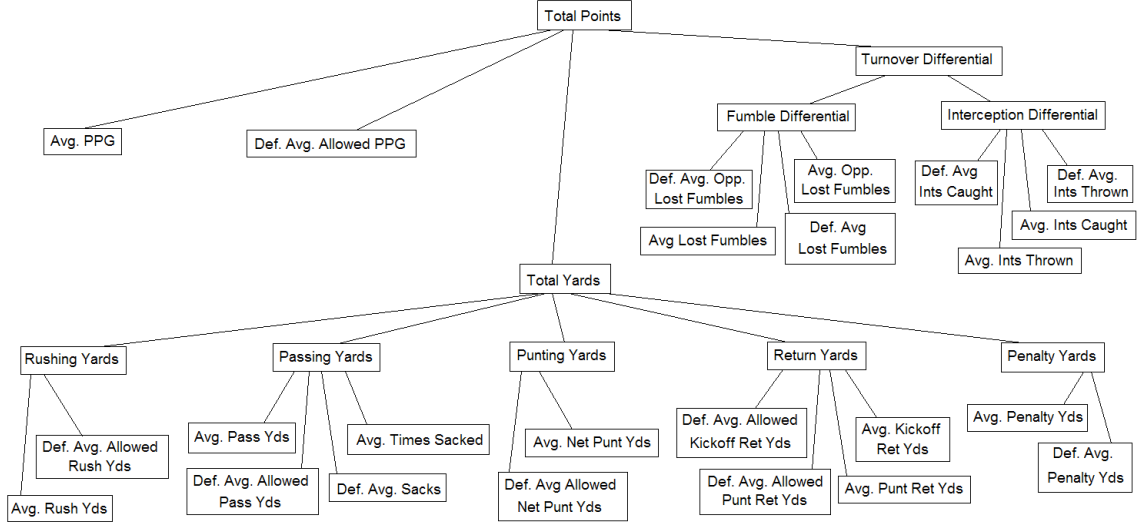 Total Points
Turnover Differential
Avg. PPG
Def. Avg. Allowed PPG
Fumble Differential
Interception Differential
Def. Avg. Opp.
Lost Fumbles
Avg. Opp.
Lost Fumbles
Avg Lost Fumbles
Def. Avg
Lost Fumbles
Def. Avg
Ints Caught
Def. Avg.
Ints Thrown
Avg. Ints Caught
Avg. Ints Thrown
Total Yards
Rushing Yards
Passing Yards
Punting Yards
Return Yards
Penalty Yards
Def. Avg. Allowed
Rush Yds
Avg. Rush Yds
Avg. Pass Yds
Avg. Times Sacked
Def. Avg. Allowed
Pass Yds
Def. Avg. Sacks
Avg. Net Punt Yds
Def. Avg Allowed
Net Punt Yds
Def. Avg. Allowed
Kickoff Ret Yds
Avg. Kickoff
Ret Yds
Def. Avg. Allowed
Punt Ret Yds
Avg. Punt Ret Yds
Avg. Penalty Yds
Def. Avg.
Penalty Yds